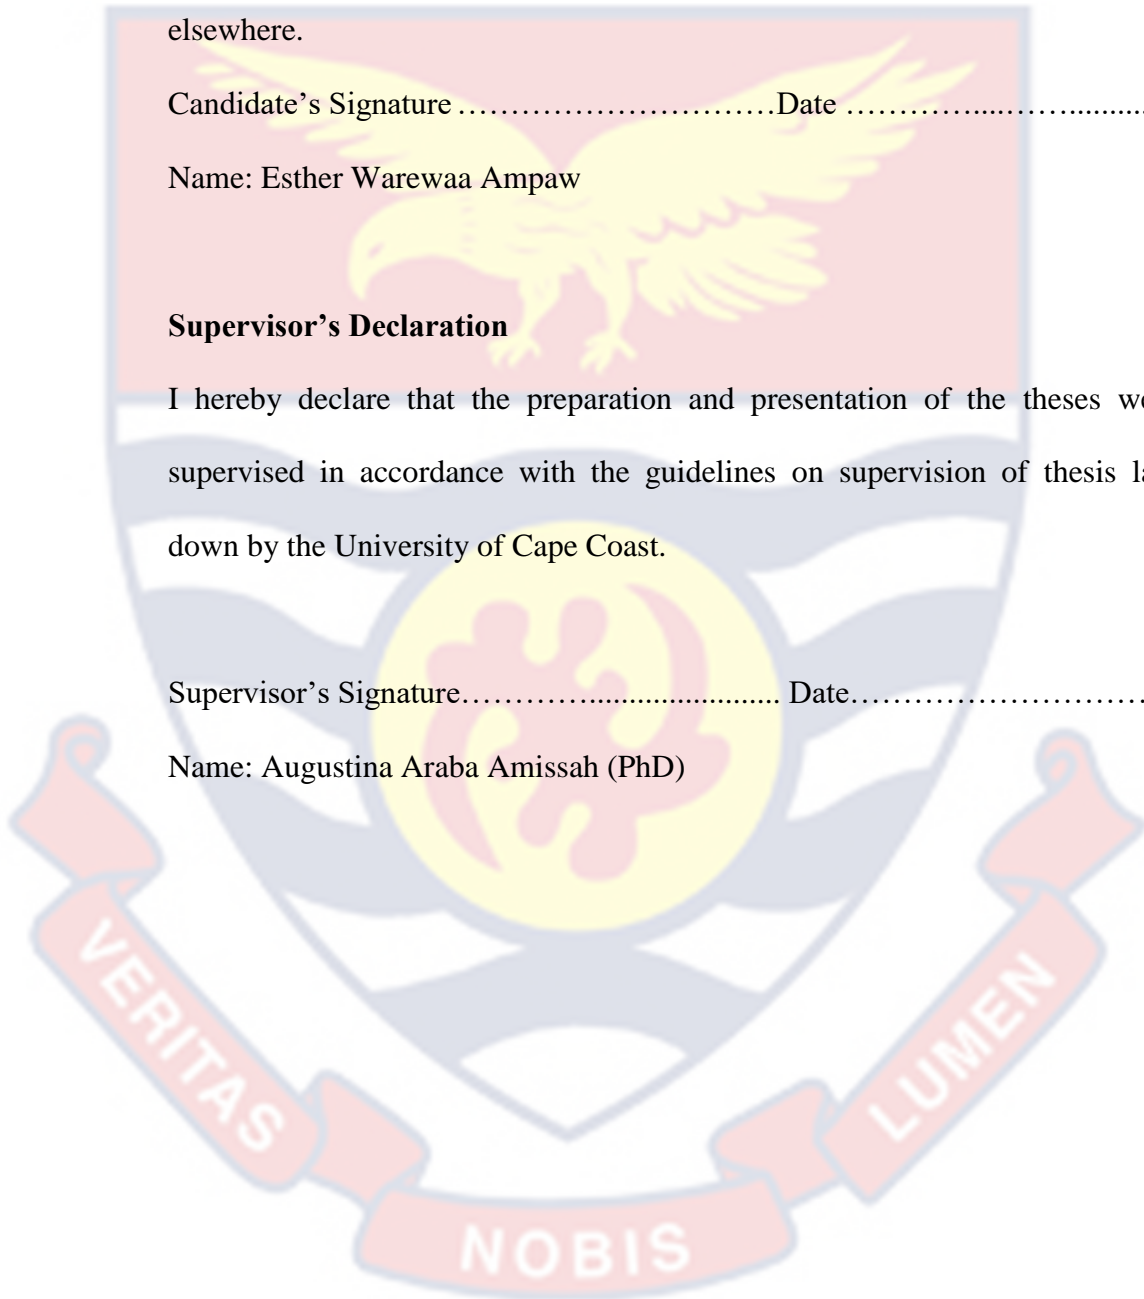 elsewhere.
Candidate’s Signature …………………………Date …………...……...........
Name: Esther Warewaa Ampaw
Supervisor’s Declaration
I hereby declare that the preparation and presentation of the theses
supervised in accordance with the guidelines on supervision of thesis
down by the University of Cape Coast.
Supervisor’s Signature…………....................... Date………………………
Name: Augustina Araba Amissah (PhD)
VERITAS
NOBIS
LUMEN